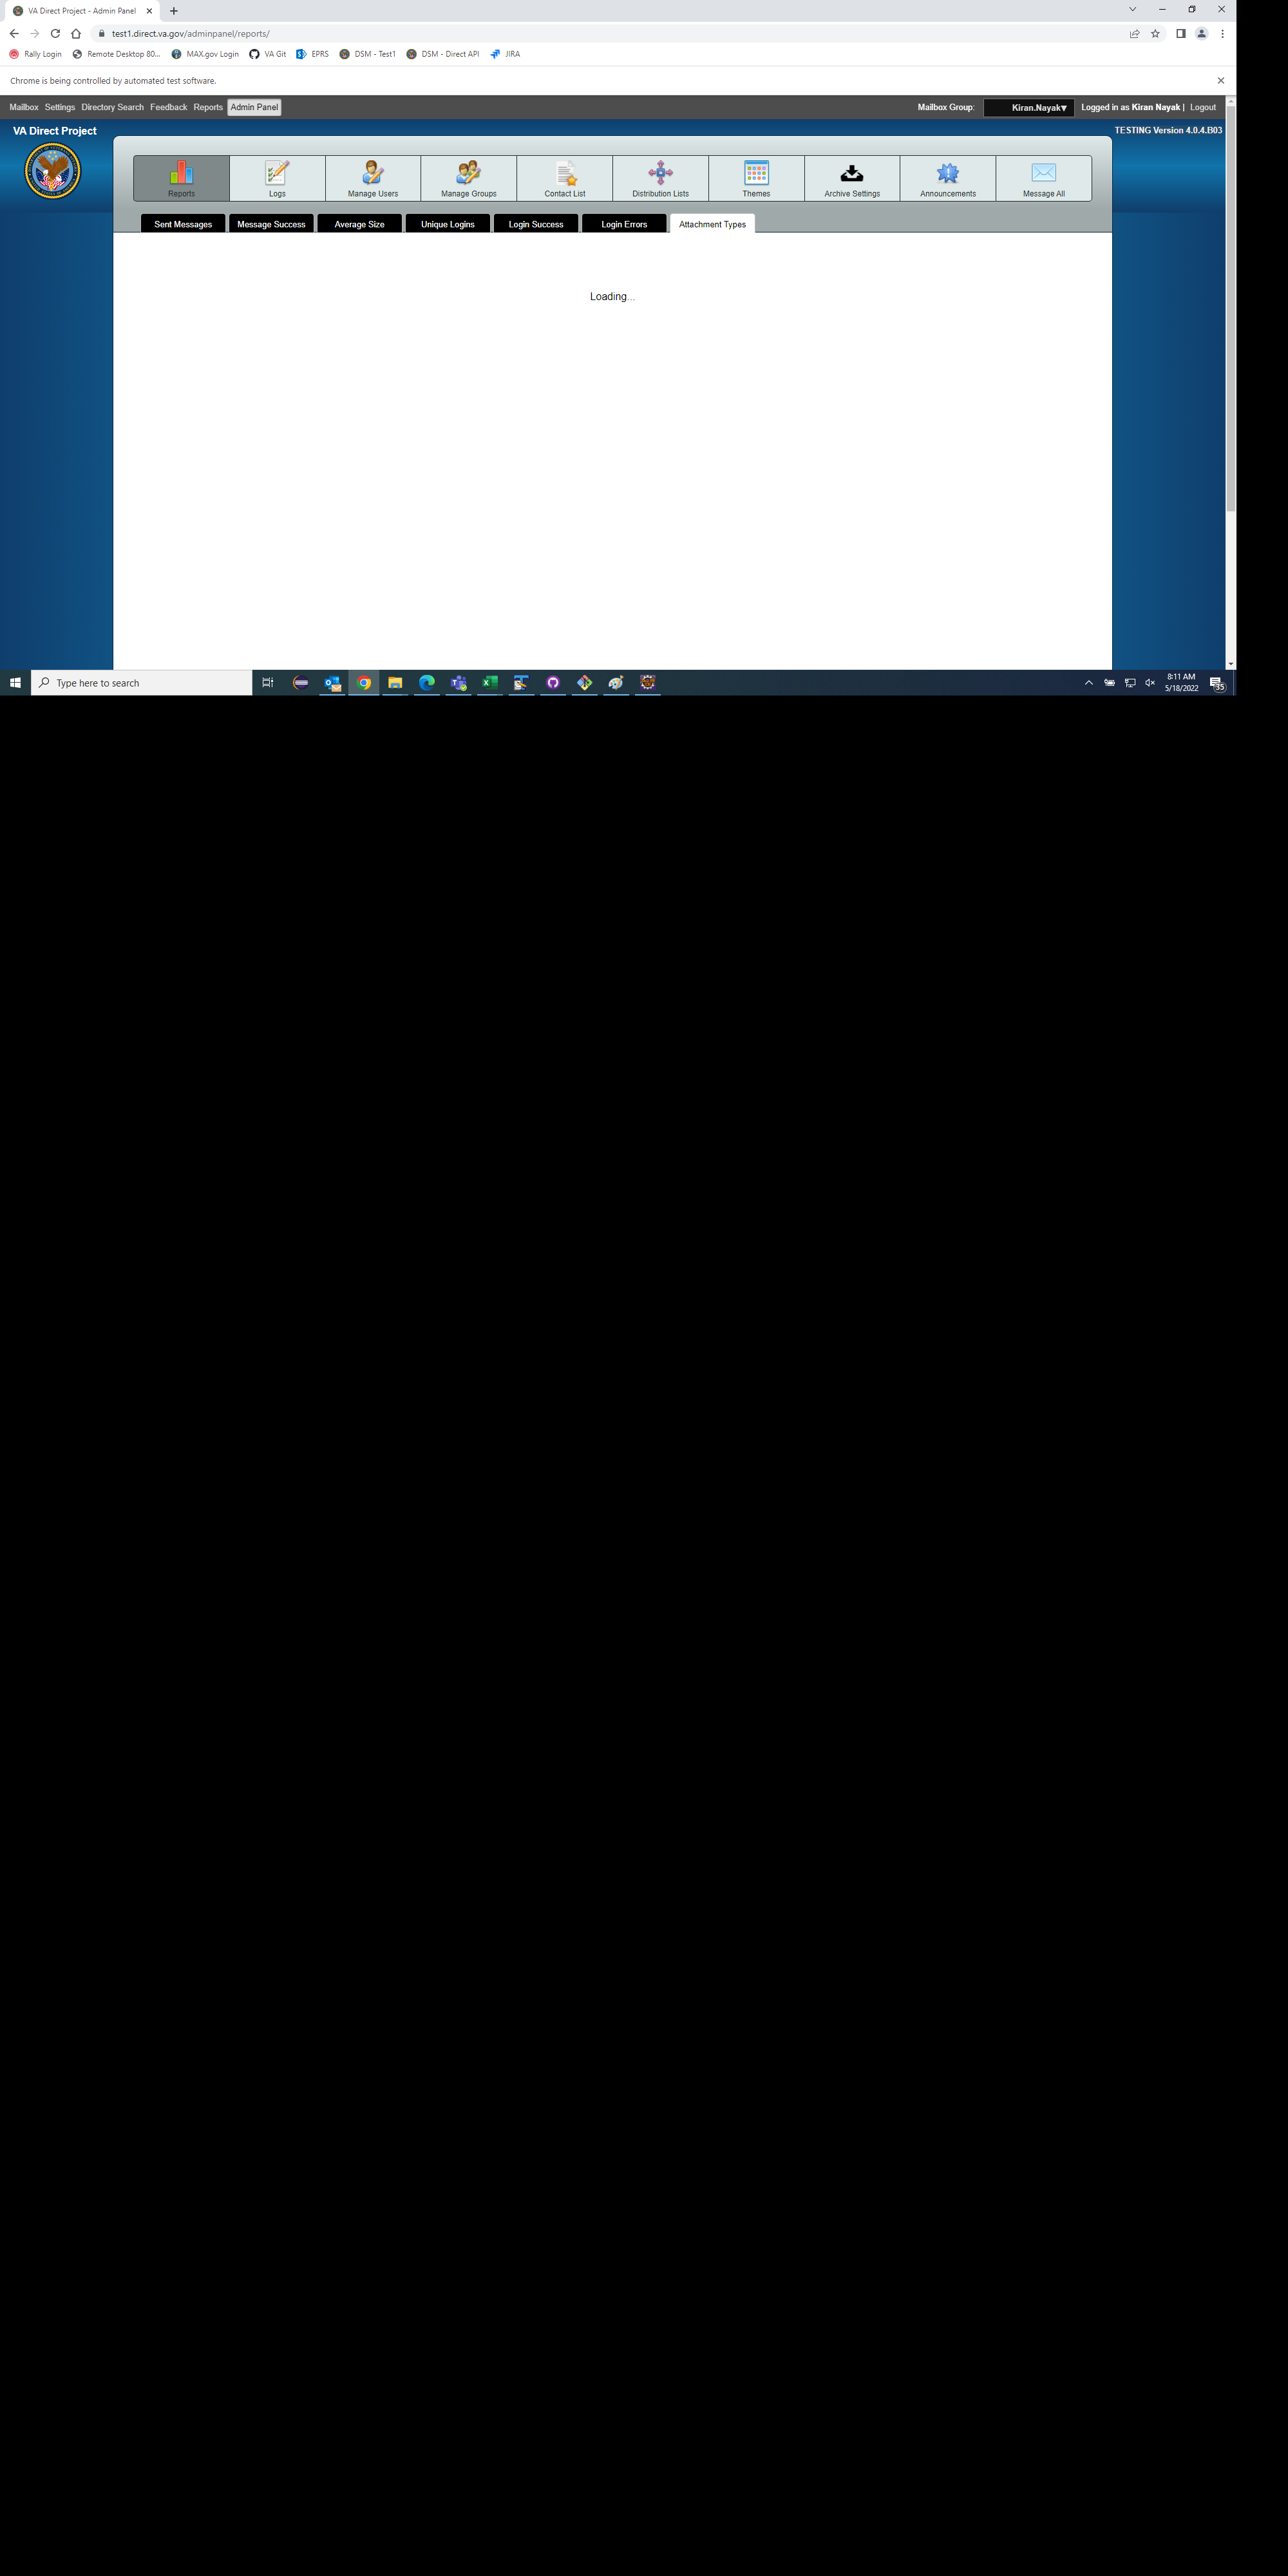 VA Direct Project - Admin Panel
test1.direct.va.gov/adminpanel/reports/
Rally Login Remote Desktop 80... MAX.gov Login VA Git EPRS DSM - Test1 DSM - Direct API JIRA
Chrome is being controlled by automated test software.
Mailbox Settings Directory Search Feedback Reports Admin Panel Mailbox Group: Kiran.Nayak▼ Logged in as Kiran Nayak | Logout
VA Direct Project TESTING Version 4.0.4.B03
Reports Logs Manage Users Manage Groups Contact List Distribution Lists Themes Archive Settings Announcements Message All
Sent Messages Message Success Average Size Unique Logins Login Success Login Errors Attachment Types
Loading...
Type here to search
8:11 AM
5/18/2022
35